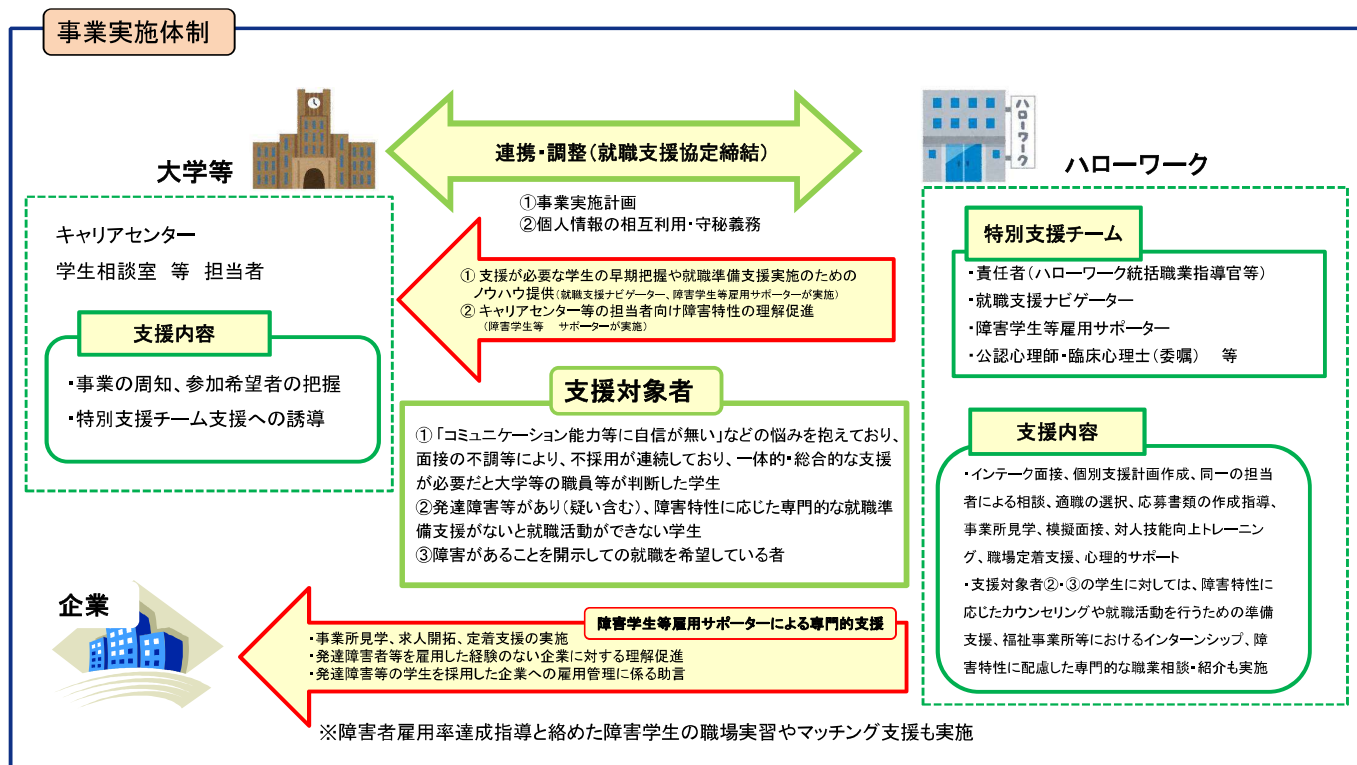 事業実施体制
大学等
連携・調整(就職支援協定締結)
ハローワーク
ハローワーク
①事業実施計画
②個人情報の相互利用・守秘義務
キャリアセンター
学生相談室 等 担当者
支援内容
・事業の周知、参加希望者の把握
・特別支援チーム支援への誘導
① 支援が必要な学生の早期把握や就職準備支援実施のための
ノウハウ提供(就職支援ナビゲーター、障害学生等雇用サポーターが実施)
② キャリアセンター等の担当者向け障害特性の理解促進
(障害学生等 サポーターが実施)
特別支援チーム
・責任者(ハローワーク統括職業指導官等)
・就職支援ナビゲーター
・障害学生等雇用サポーター
・公認心理師・臨床心理士(委嘱) 等
支援対象者
①「コミュニケーション能力等に自信が無い」などの悩みを抱えており、
面接の不調等により、不採用が連続しており、一体的・総合的な支援
が必要だと大学等の職員等が判断した学生
②発達障害等があり(疑い含む)、障害特性に応じた専門的な就職準
備支援がないと就職活動ができない学生
③障害があることを開示しての就職を希望している者
支援内容
・インテーク面接、個別支援計画作成、同一の担当
者による相談、適職の選択、応募書類の作成指導、
事業所見学、模擬面接、対人技能向上トレーニン
グ、職場定着支援、心理的サポート
・支援対象者②・③の学生に対しては、障害特性に
応じたカウンセリングや就職活動を行うための準備
支援、福祉事業所等におけるインターンシップ、障
害特性に配慮した専門的な職業相談・紹介も実施
企業
障害学生等雇用サポーターによる専門的支援
・事業所見学、求人開拓、定着支援の実施
・発達障害者等を雇用した経験のない企業に対する理解促進
・発達障害等の学生を採用した企業への雇用管理に係る助言
※障害者雇用率達成指導と絡めた障害学生の職場実習やマッチング支援も実施